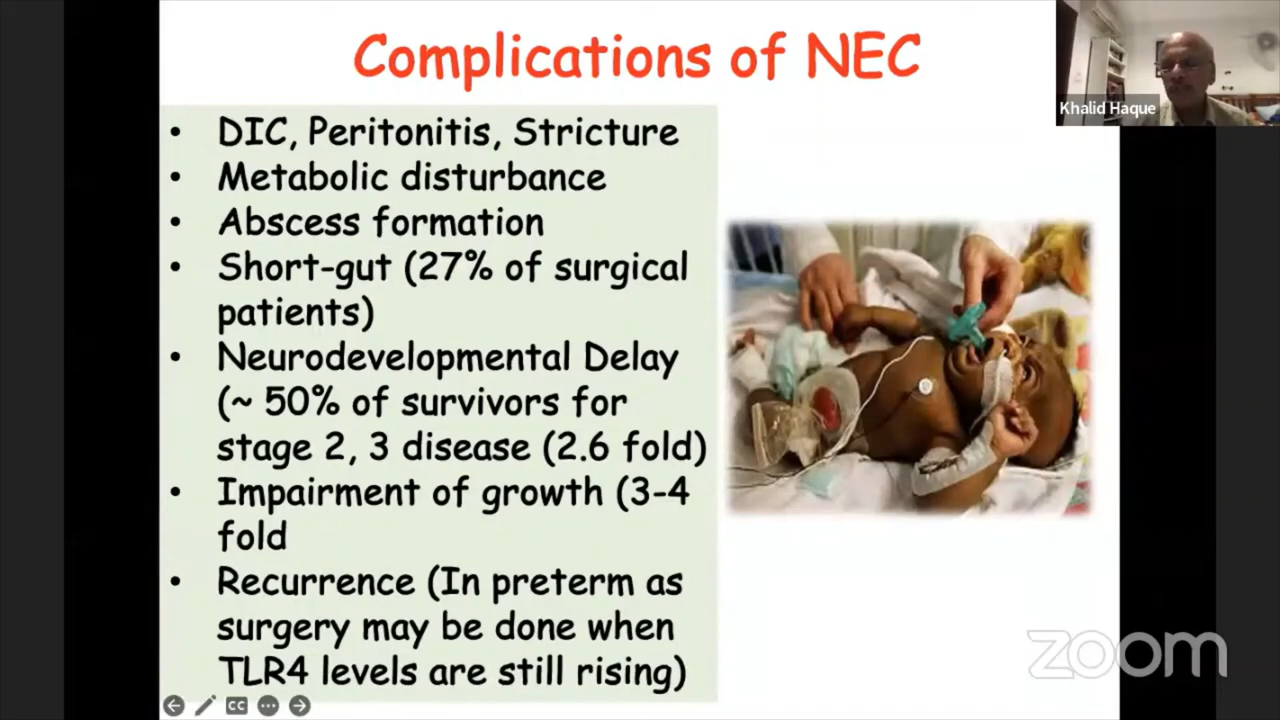 Complications of NEC
Khalid Haque
• DIC, Peritonitis, Stricture
• Metabolic disturbance
• Abscess formation
• Short-gut (27% of surgical
patients)
• Neurodevelopmental Delay
(~ 50% of survivors for
stage 2, 3 disease (2.6 fold)
• Impairment of growth (3-4
fold
• Recurrence (In preterm as
surgery may be done when
TLR4 levels are still rising)
CC
zoom